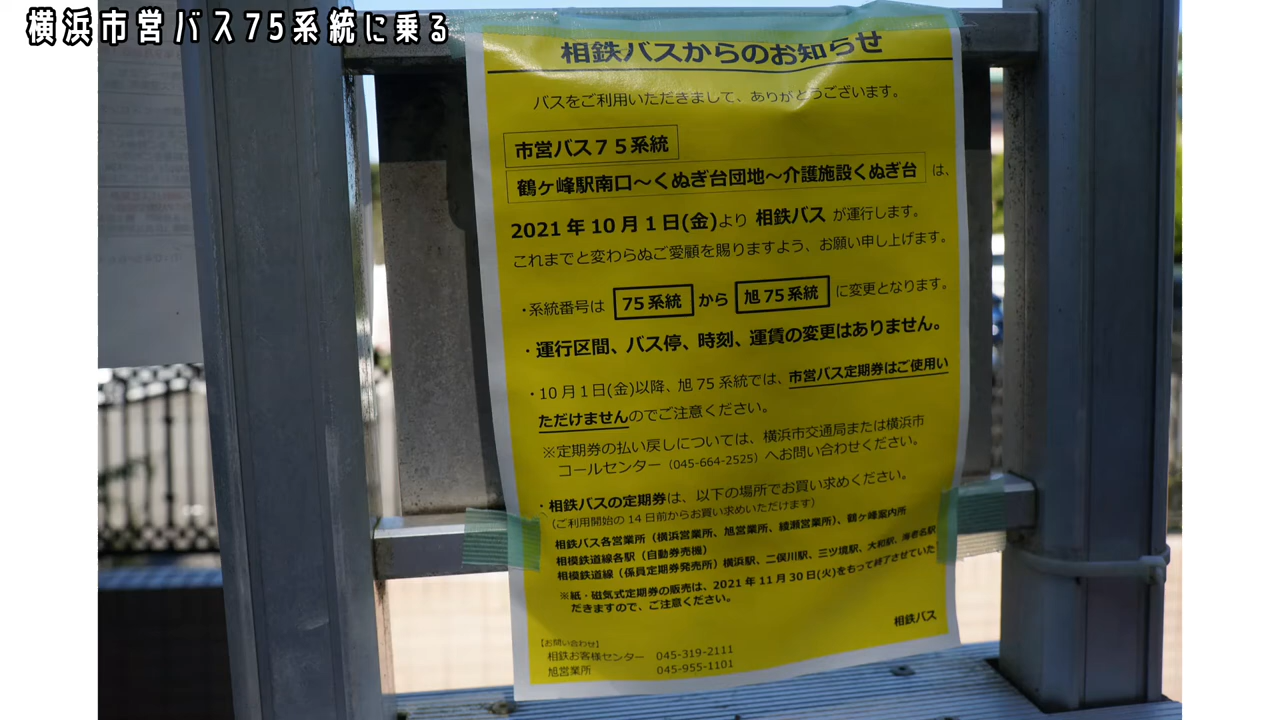 横浜市営バス75系統に乗る
相鉄バスからのお知らせ
バスをご利用いただきまして、ありがとうございます。
市営バス75系統
鶴ヶ峰駅南口～くぬぎ台団地～介護施設くぬぎ台 は、
2021年10月1日(金)より 相鉄バス が運行します。
これまでと変わらぬご愛顧を賜りますよう、お願い申し上げます。
・系統番号は 75系統 から 旭75系統 に変更となります。
・運行区間、バス停、時刻、運賃の変更はありません。
・10月1日(金)以降、旭75系統では、市営バス定期券はご使用い
ただけませんのでご注意ください。
※定期券の払い戻しについては、横浜市交通局または横浜市
コールセンター（045-664-2525）へお問い合わせください。
・相鉄バスの定期券は、以下の場所でお買い求めください。
（ご利用開始の14日前からお買い求めいただけます）
相鉄バス各営業所（横浜営業所、旭営業所、綾瀬営業所）、鶴ヶ峰案内所
相模鉄道線各駅（自動券売機）
相模鉄道線（係員定期券発売所）横浜駅、二俣川駅、三ツ境駅、大和駅、海老名駅
※紙・磁気式定期券の販売は、2021年11月30日(火)をもって終了させていた
だきますので、ご注意ください。
相鉄バス
【お問い合わせ】
相鉄お客様センター 045-319-2111
旭営業所 045-955-1101